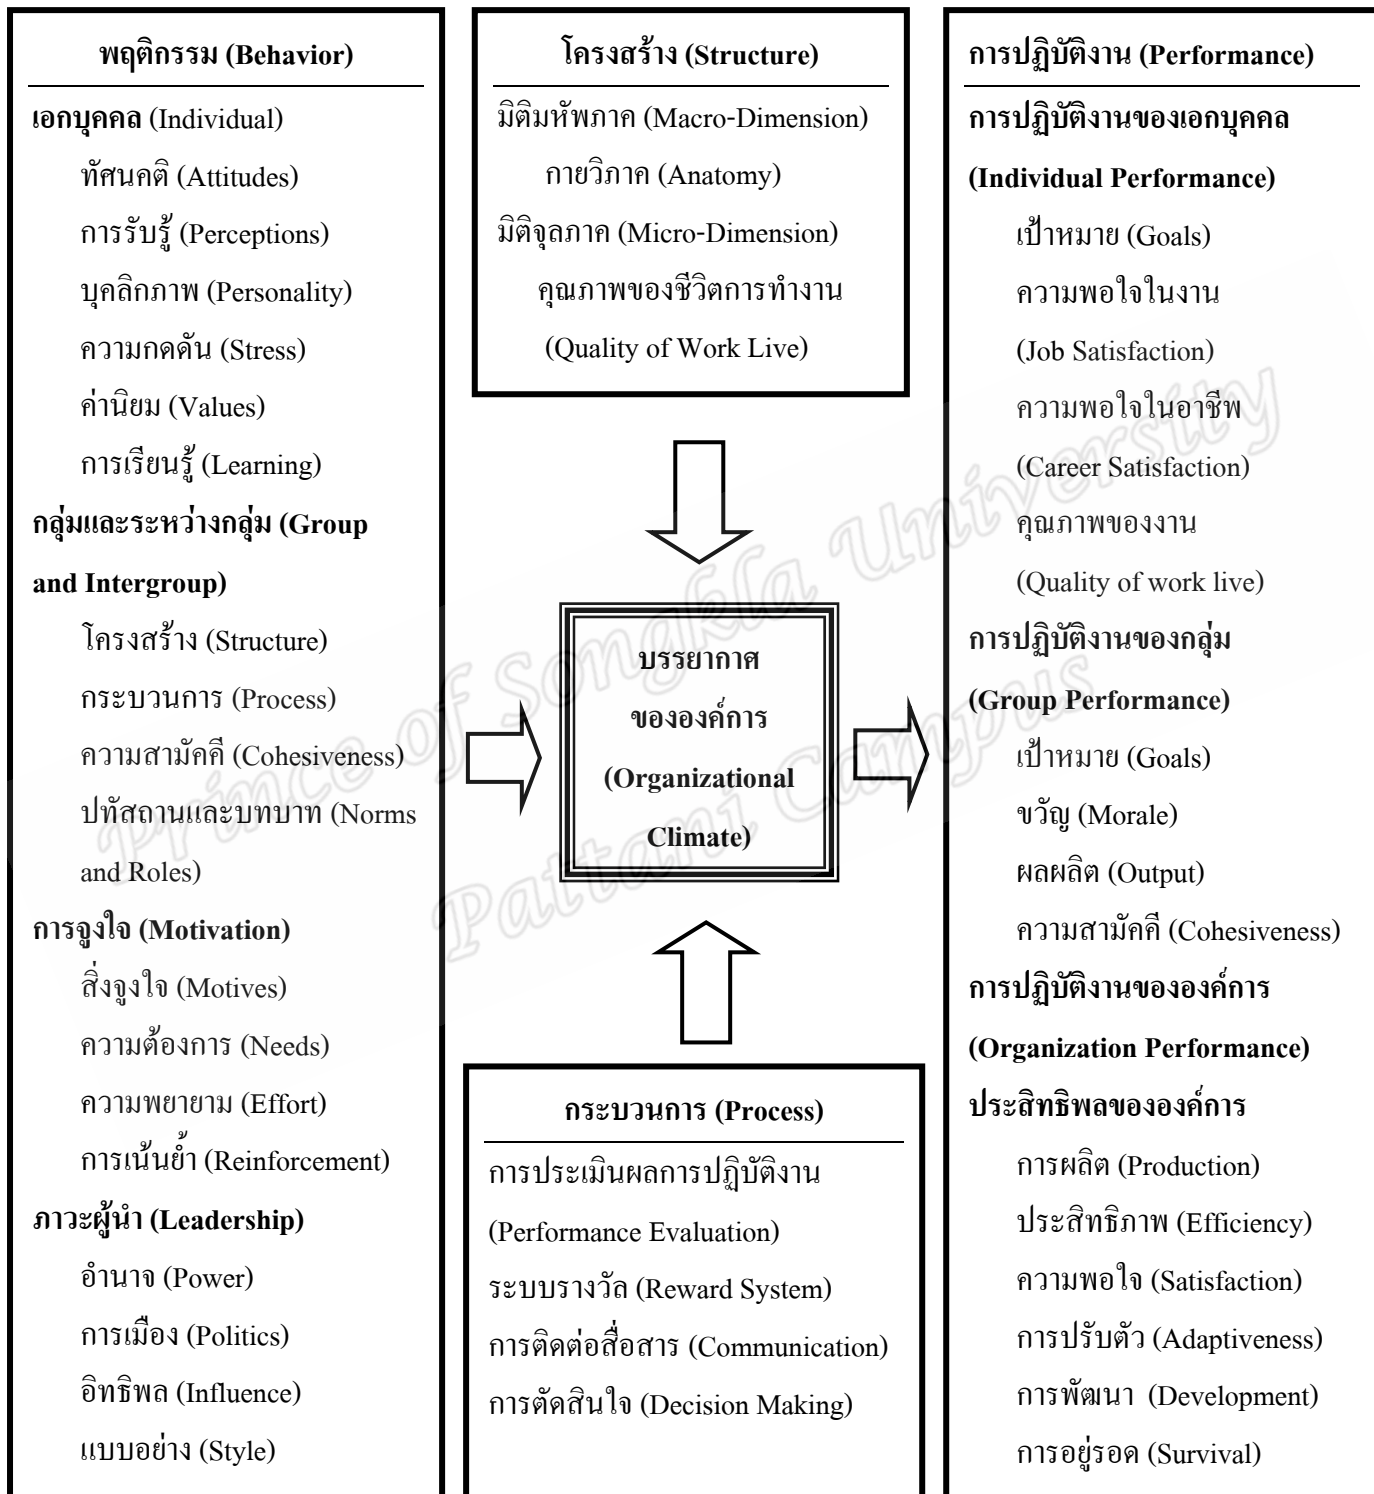 พฤติกรรม (Behavior)
เอกบุคคล (Individual)
ทัศนคติ (Attitudes)
การรับรู้ (Perceptions)
บุคลิกภาพ (Personality)
ความกดดัน (Stress)
ค่านิยม (Values)
การเรียนรู้ (Learning)
กลุ่มและระหว่างกลุ่ม (Group
and Intergroup)
โครงสร้าง (Structure)
กระบวนการ (Process)
ความสามัคคี (Cohesiveness)
ปทัสถานและบทบาท (Norms
and Roles)
การจูงใจ (Motivation)
สิ่งจูงใจ (Motives)
ความต้องการ (Needs)
ความพยายาม (Effort)
การเน้นย้ำ (Reinforcement)
ภาวะผู้นำ (Leadership)
อำนาจ (Power)
การเมือง (Politics)
อิทธิพล (Influence)
แบบอย่าง (Style)
โครงสร้าง (Structure)
มิติมหัพภาค (Macro-Dimension)
กายวิภาค (Anatomy)
มิติจุลภาค (Micro-Dimension)
คุณภาพของชีวิตการทำงาน
(Quality of Work Live)
บรรยากาศ
ขององค์การ
(Organizational
Climate)
กระบวนการ (Process)
การประเมินผลการปฏิบัติงาน
(Performance Evaluation)
ระบบรางวัล (Reward System)
การติดต่อสื่อสาร (Communication)
การตัดสินใจ (Decision Making)
การปฏิบัติงาน (Performance)
การปฏิบัติงานของเอกบุคคล
(Individual Performance)
เป้าหมาย (Goals)
ความพอใจในงาน
(Job Satisfaction)
ความพอใจในอาชีพ
(Career Satisfaction)
คุณภาพของงาน
(Quality of work live)
การปฏิบัติงานของกลุ่ม
(Group Performance)
เป้าหมาย (Goals)
ขวัญ (Morale)
ผลผลิต (Output)
ความสามัคคี (Cohesiveness)
การปฏิบัติงานขององค์การ
(Organization Performance)
ประสิทธิพลขององค์การ
การผลิต (Production)
ประสิทธิภาพ (Efficiency)
ความพอใจ (Satisfaction)
การปรับตัว (Adaptiveness)
การพัฒนา (Development)
การอยู่รอด (Survival)
Prince of Songkla University
Pattani Campus